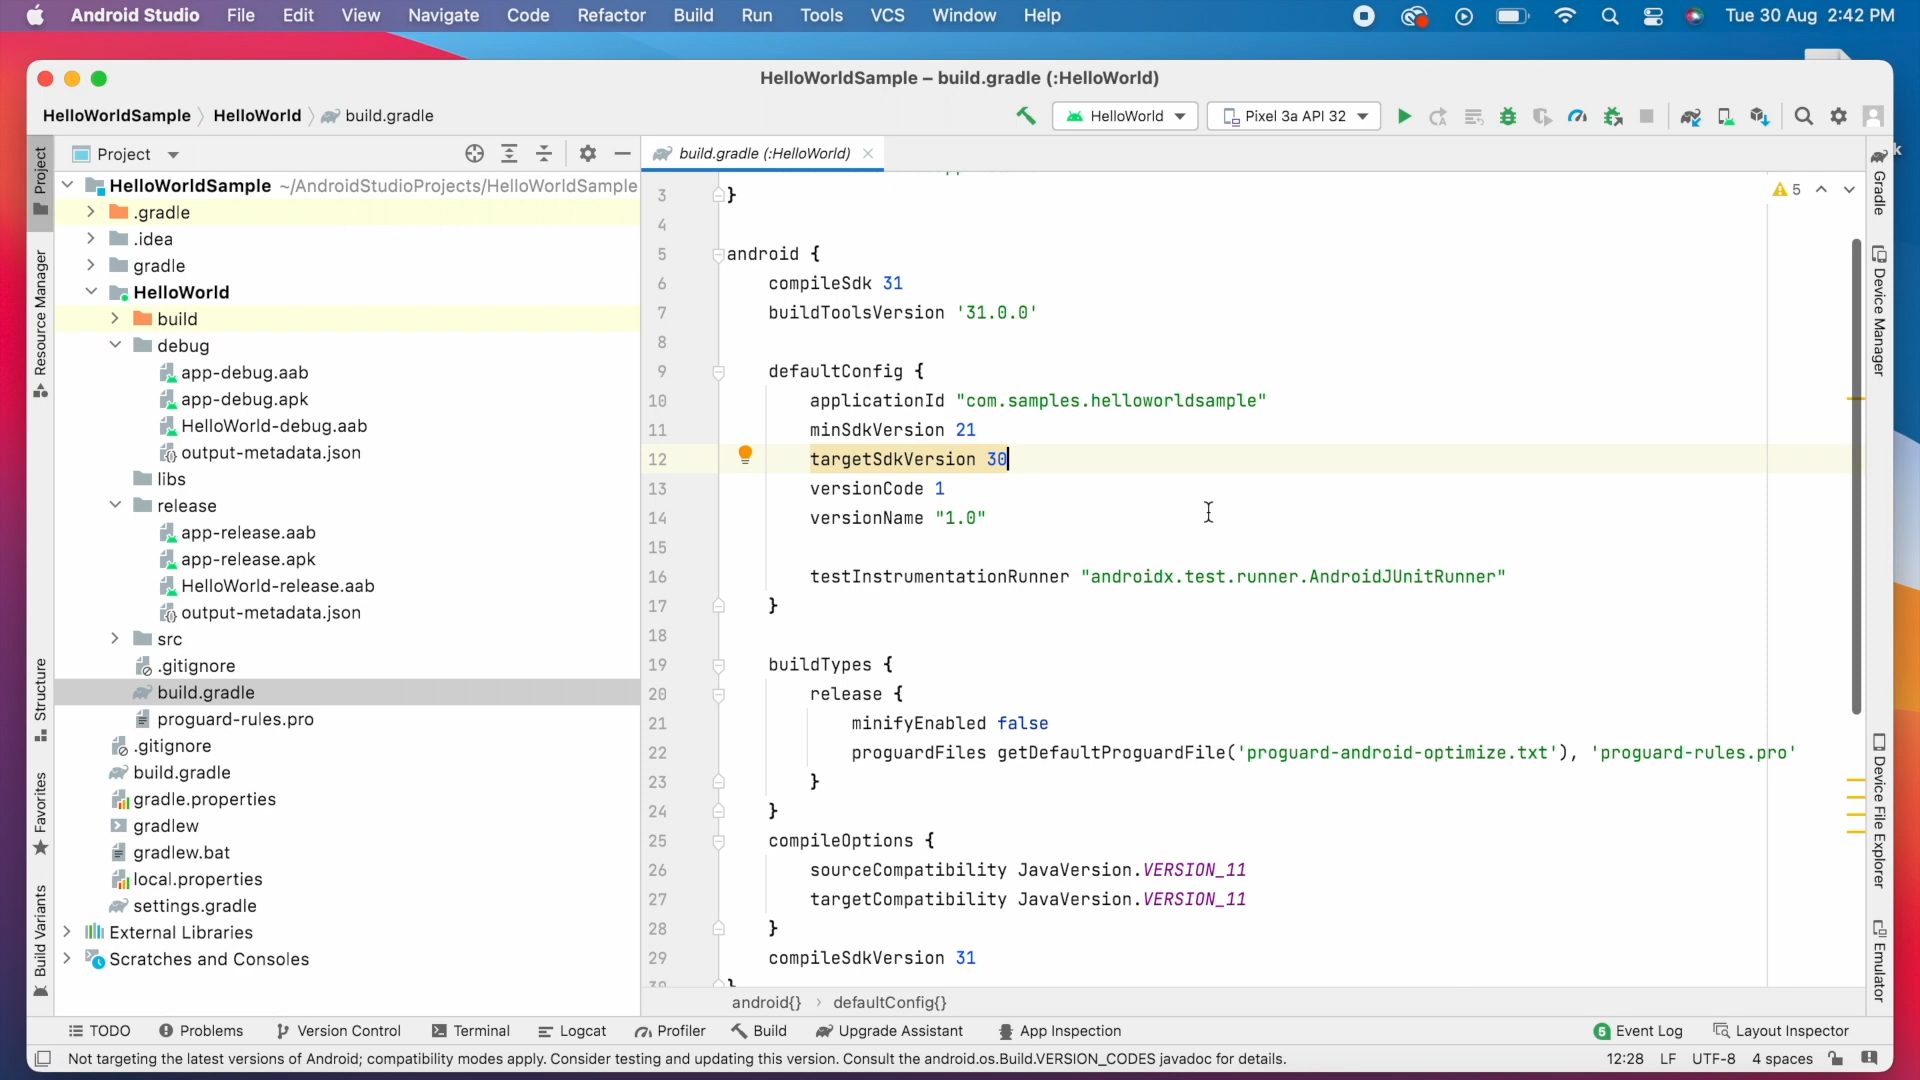 Android Studio File Edit View Navigate Code Refactor Build Run Tools VCS Window Help Tue 30 Aug 2:42 PM
HelloWorldSample – build.gradle (:HelloWorld)
HelloWorldSample HelloWorld build.gradle HelloWorld Pixel 3a API 32
Project build.gradle (:HelloWorld)
HelloWorldSample ~/AndroidStudioProjects/HelloWorldSample
.gradle
.idea
gradle
HelloWorld
build
debug
app-debug.aab
app-debug.apk
HelloWorld-debug.aab
output-metadata.json
libs
release
app-release.aab
app-release.apk
HelloWorld-release.aab
output-metadata.json
src
.gitignore
build.gradle
proguard-rules.pro
.gitignore
build.gradle
gradle.properties
gradlew
gradlew.bat
local.properties
settings.gradle
External Libraries
Scratches and Consoles
Project
Resource Manager
Structure
Favorites
Build Variants
5
3 }
4
5 android {
6 compileSdk 31
7 buildToolsVersion '31.0.0'
8
9 defaultConfig {
10 applicationId "com.samples.helloworldsample"
11 minSdkVersion 21
12 targetSdkVersion 30
13 versionCode 1
14 versionName "1.0"
15
16 testInstrumentationRunner "androidx.test.runner.AndroidJUnitRunner"
17 }
18
19 buildTypes {
20 release {
21 minifyEnabled false
22 proguardFiles getDefaultProguardFile('proguard-android-optimize.txt'), 'proguard-rules.pro'
23 }
24 }
25 compileOptions {
26 sourceCompatibility JavaVersion.VERSION_11
27 targetCompatibility JavaVersion.VERSION_11
28 }
29 compileSdkVersion 31
30 }
android{} › defaultConfig{}
Gradle
k
Device Manager
Device File Explorer
Emulator
TODO Problems Version Control Terminal Logcat Profiler Build Upgrade Assistant App Inspection 5 Event Log Layout Inspector
Not targeting the latest versions of Android; compatibility modes apply. Consider testing and updating this version. Consult the android.os.Build.VERSION_CODES javadoc for details. 12:28 LF UTF-8 4 spaces